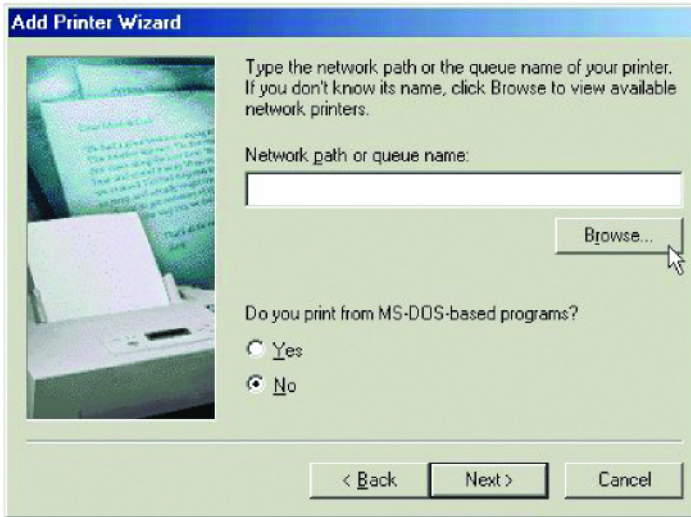 Add Printer Wizard
Type the network path or the queue name of your printer.
If you don't know its name, click Browse to view available
network printers.
Network path or queue name:
Browse...
Do you print from MS-DOS-based programs?
Yes
No
< Back
Next >
Cancel